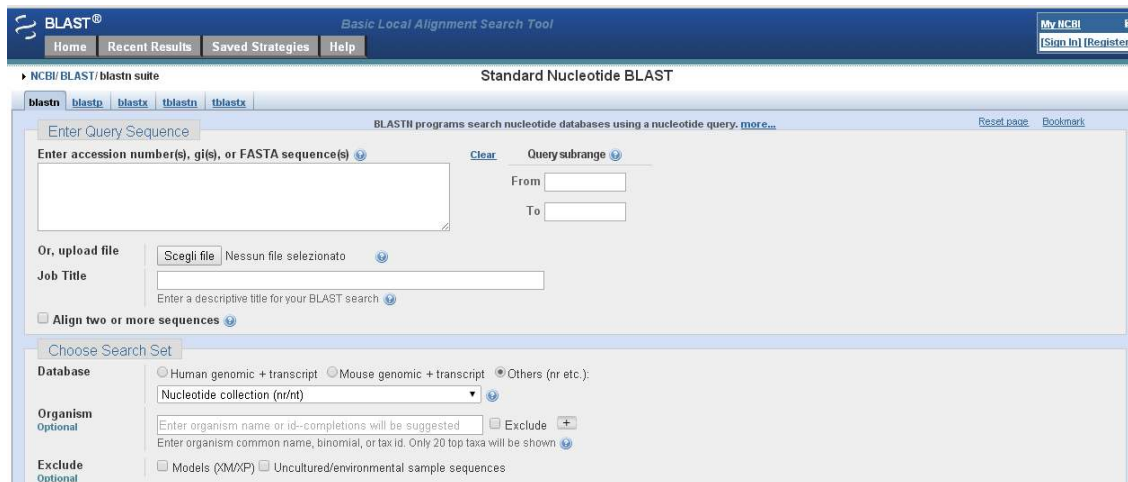 BLAST® Basic Local Alignment Search Tool My NCBI
Home Recent Results Saved Strategies Help [Sign In] [Register
NCBI/ BLAST/ blastn suite Standard Nucleotide BLAST
blastn blastp blastx tblastn tblastx
BLASTN programs search nucleotide databases using a nucleotide query. more... Reset page Bookmark
Enter Query Sequence
Enter accession number(s), gi(s), or FASTA sequence(s) Clear Query subrange
From
To
Or, upload file Scegli file Nessun file selezionato
Job Title
Enter a descriptive title for your BLAST search
Align two or more sequences
Choose Search Set
Database Human genomic + transcript Mouse genomic + transcript Others (nr etc.):
Nucleotide collection (nr/nt)
Organism
Optional Enter organism name or id--completions will be suggested Exclude +
Enter organism common name, binomial, or tax id. Only 20 top taxa will be shown
Exclude Models (XM/XP) Uncultured/environmental sample sequences
Optional